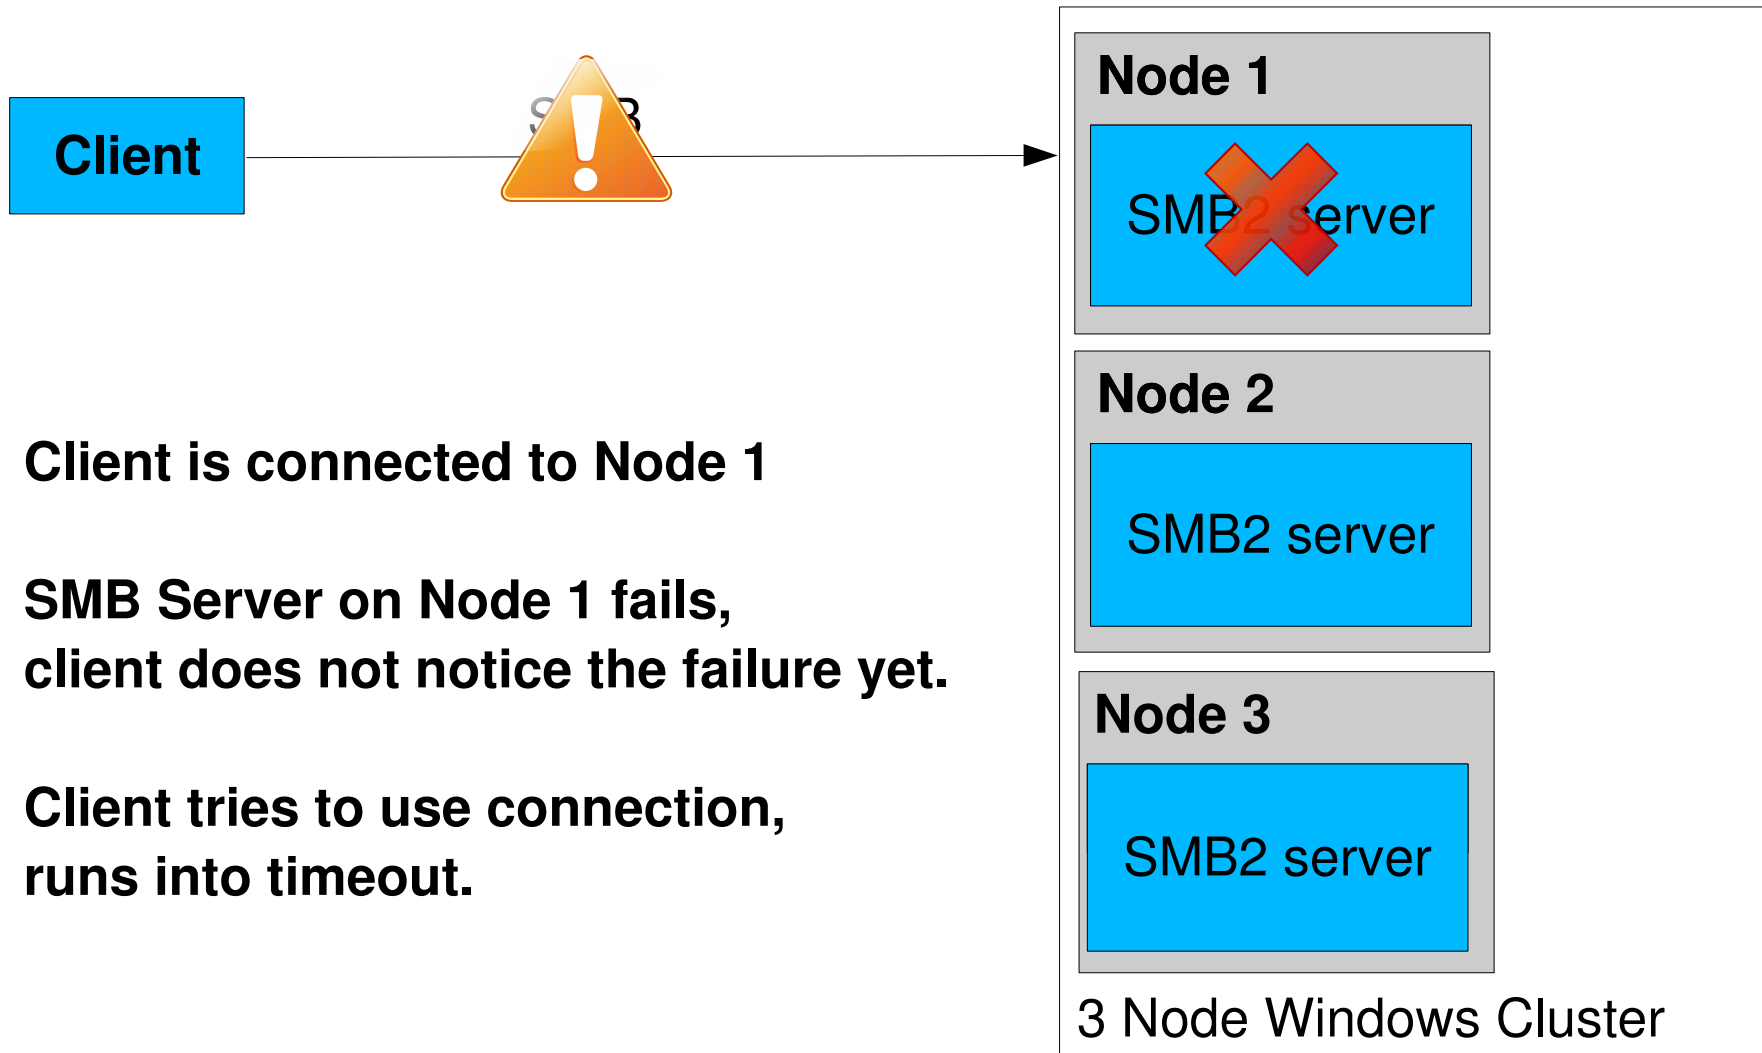 Client
Node 1
SMB2 server
Node 2
SMB2 server
Node 3
SMB2 server
3 Node Windows Cluster
Client is connected to Node 1
SMB Server on Node 1 fails,
client does not notice the failure yet.
Client tries to use connection,
runs into timeout.